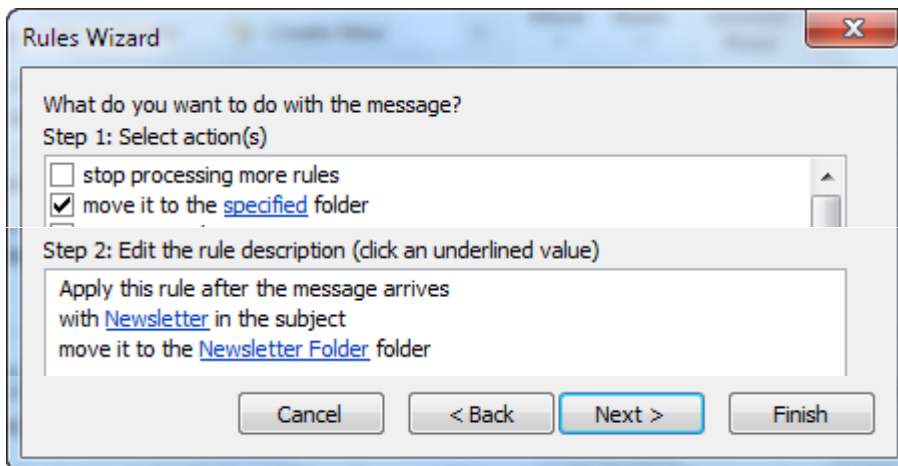 Rules Wizard
What do you want to do with the message?
Step 1: Select action(s)
stop processing more rules
move it to the specified folder
Step 2: Edit the rule description (click an underlined value)
Apply this rule after the message arrives
with Newsletter in the subject
move it to the Newsletter Folder folder
Cancel
< Back
Next >
Finish